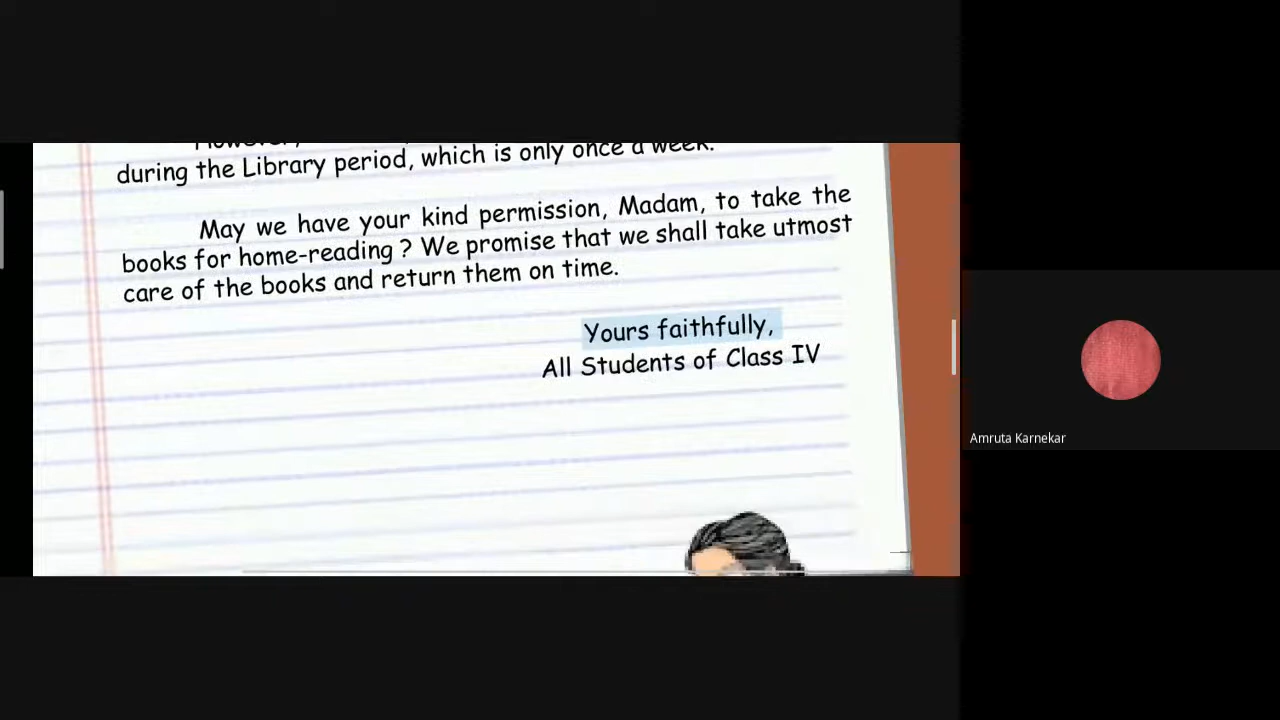 However,
during the Library period, which is only once a week.
May we have your kind permission, Madam, to take the
books for home-reading ? We promise that we shall take utmost
care of the books and return them on time.
Yours faithfully,
All Students of Class IV
Amruta Karnekar